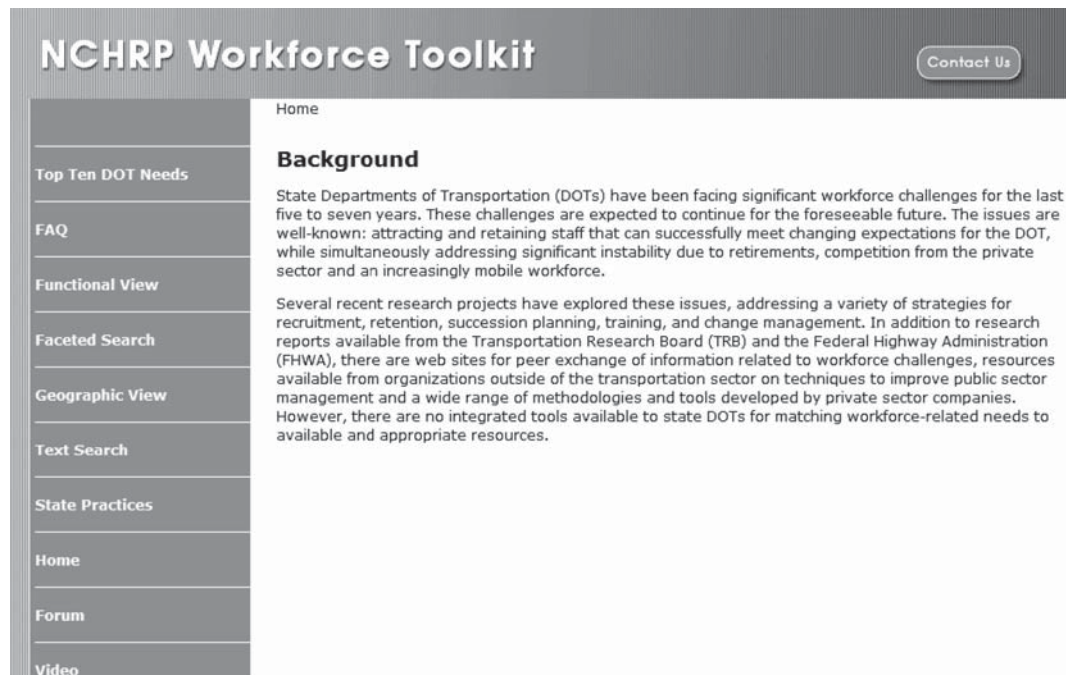 NCHRP Workforce Toolkit
Contact Us
Top Ten DOT Needs
FAQ
Functional View
Faceted Search
Geographic View
Text Search
State Practices
Home
Forum
Video
Home
Background
State Departments of Transportation (DOTs) have been facing significant workforce challenges for the last
five to seven years. These challenges are expected to continue for the foreseeable future. The issues are
well-known: attracting and retaining staff that can successfully meet changing expectations for the DOT,
while simultaneously addressing significant instability due to retirements, competition from the private
sector and an increasingly mobile workforce.
Several recent research projects have explored these issues, addressing a variety of strategies for
recruitment, retention, succession planning, training, and change management. In addition to research
reports available from the Transportation Research Board (TRB) and the Federal Highway Administration
(FHWA), there are web sites for peer exchange of information related to workforce challenges, resources
available from organizations outside of the transportation sector on techniques to improve public sector
management and a wide range of methodologies and tools developed by private sector companies.
However, there are no integrated tools available to state DOTs for matching workforce-related needs to
available and appropriate resources.